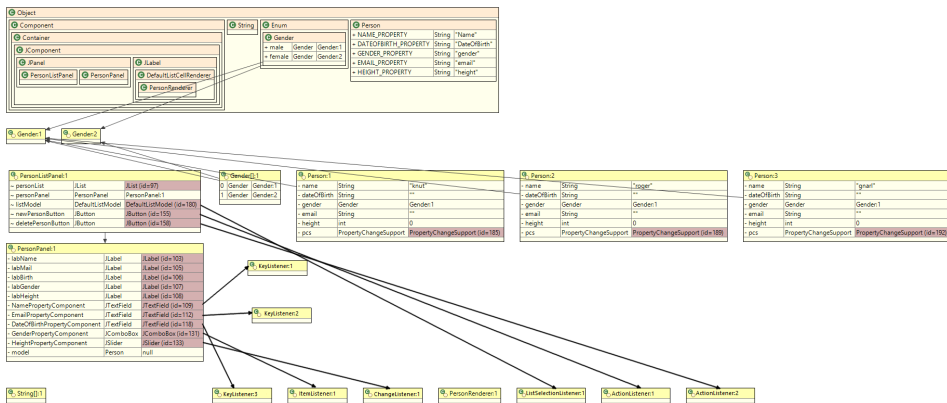 Object
Component
Container
JComponent
JPanel
PersonListPanel
PersonPanel
JLabel
DefaultListCellRenderer
PersonRenderer
String
Enum
Gender
+ male Gender Gender:1
+ female Gender Gender:2
Person
+ NAME_PROPERTY String "Name"
+ DATEOFBIRTH_PROPERTY String "DateOfBirth"
+ GENDER_PROPERTY String "gender"
+ EMAIL_PROPERTY String "email"
+ HEIGHT_PROPERTY String "height"
Gender:1
Gender:2
PersonListPanel:1
~ personList JList JList (id=97)
~ personPanel PersonPanel PersonPanel:1
~ listModel DefaultListModel DefaultListModel (id=180)
~ newPersonButton JButton JButton (id=155)
~ deletePersonButton JButton JButton (id=158)
Gender[]:1
0 Gender Gender:1
1 Gender Gender:2
Person:1
- name String "knut"
- dateOfBirth String ""
- gender Gender Gender:1
- email String ""
- height int 0
- pcs PropertyChangeSupport PropertyChangeSupport (id=185)
Person:2
- name String "roger"
- dateOfBirth String ""
- gender Gender Gender:1
- email String ""
- height int 0
- pcs PropertyChangeSupport PropertyChangeSupport (id=189)
Person:3
- name String "gnarl"
- dateOfBirth String ""
- gender Gender Gender:1
- email String ""
- height int 0
- pcs PropertyChangeSupport PropertyChangeSupport (id=192)
PersonPanel:1
- labName JLabel JLabel (id=103)
- labMail JLabel JLabel (id=105)
- labBirth JLabel JLabel (id=106)
- labGender JLabel JLabel (id=107)
- labHeight JLabel JLabel (id=108)
- NamePropertyComponent JTextField JTextField (id=109)
- EmailPropertyComponent JTextField JTextField (id=112)
- DateOfBirthPropertyComponent JTextField JTextField (id=118)
- GenderPropertyComponent JComboBox JComboBox (id=131)
- HeightPropertyComponent JSlider JSlider (id=133)
- model Person null
KeyListener:1
KeyListener:2
String[]:1
KeyListener:3
ItemListener:1
ChangeListener:1
PersonRenderer:1
ListSelectionListener:1
ActionListener:1
ActionListener:2